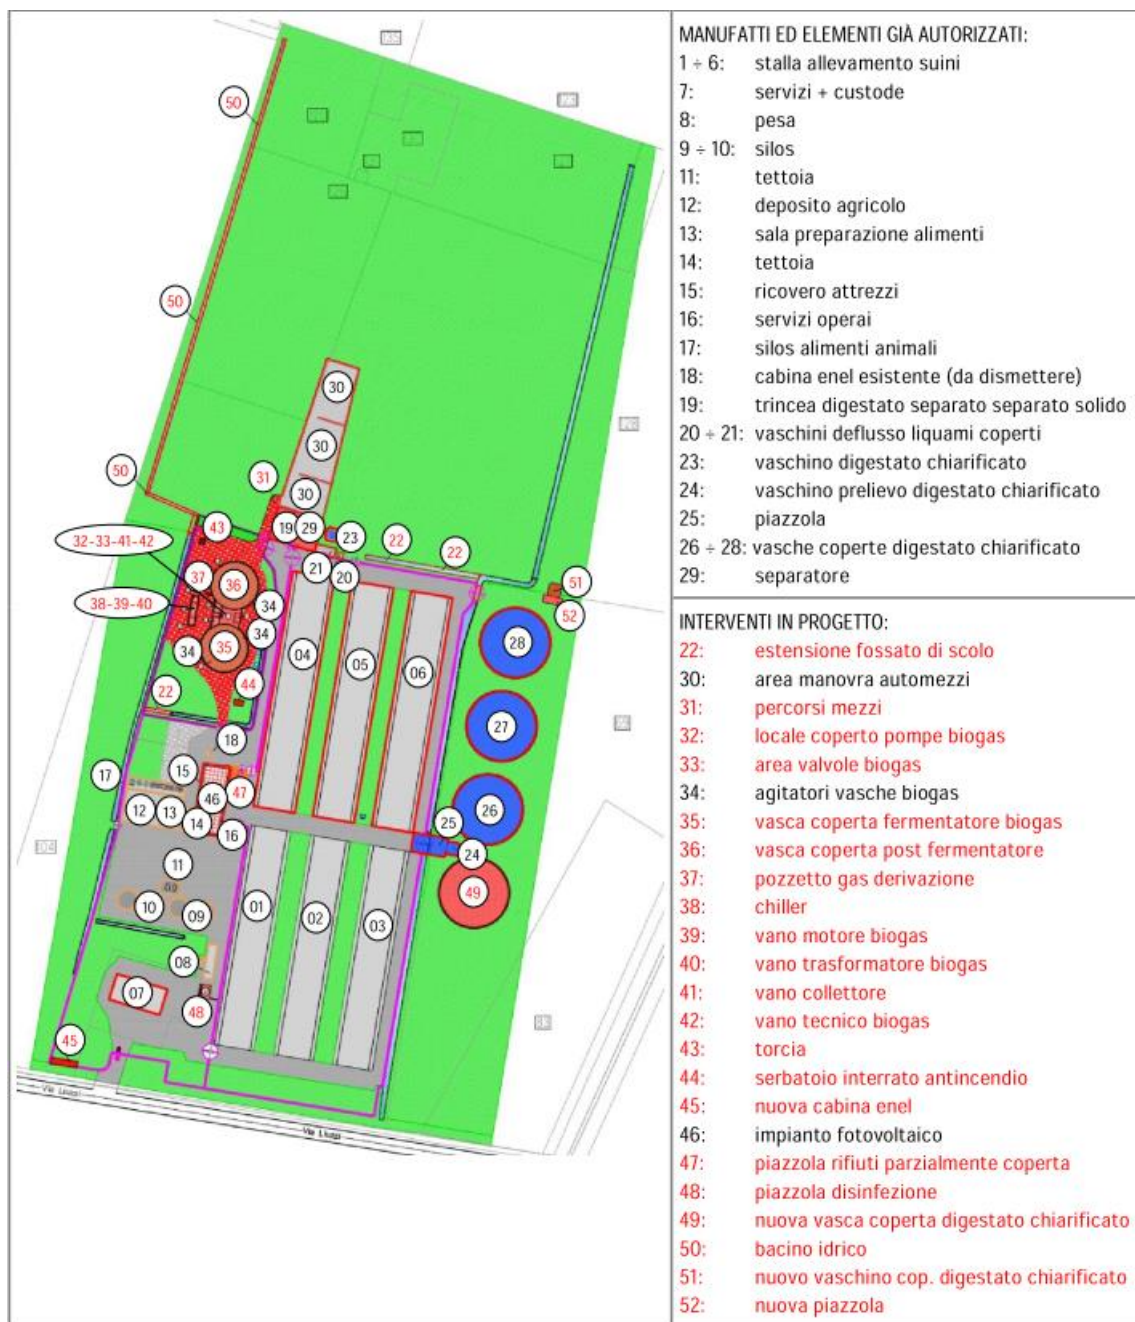 MANUFATTI ED ELEMENTI GIÀ AUTORIZZATI:
1 ÷ 6: stalla allevamento suini
7: servizi + custode
8: pesa
9 ÷ 10: silos
11: tettoia
12: deposito agricolo
13: sala preparazione alimenti
14: tettoia
15: ricovero attrezzi
16: servizi operai
17: silos alimenti animali
18: cabina enel esistente (da dismettere)
19: trincea digestato separato separato solido
20 ÷ 21: vaschini deflusso liquami coperti
23: vaschino digestato chiarificato
24: vaschino prelievo digestato chiarificato
25: piazzola
26 ÷ 28: vasche coperte digestato chiarificato
29: separatore
INTERVENTI IN PROGETTO:
22: estensione fossato di scolo
30: area manovra automezzi
31: percorsi mezzi
32: locale coperto pompe biogas
33: area valvole biogas
34: agitatori vasche biogas
35: vasca coperta fermentatore biogas
36: vasca coperta post fermentatore
37: pozzetto gas derivazione
38: chiller
39: vano motore biogas
40: vano trasformatore biogas
41: vano collettore
42: vano tecnico biogas
43: torcia
44: serbatoio interrato antincendio
45: nuova cabina enel
46: impianto fotovoltaico
47: piazzola rifiuti parzialmente coperta
48: piazzola disinfezione
49: nuova vasca coperta digestato chiarificato
50: bacino idrico
51: nuovo vaschino cop. digestato chiarificato
52: nuova piazzola
50
50
30
30
50
31
30
43
19
29
23
22
22
32-33-41-42
21
20
51
37
36
38-39-40
34
52
34
35
34
28
04
05
06
44
22
27
18
15
17
47
46
26
12
13
14
25
16
24
11
49
10
09
01
02
03
08
07
48
45
83